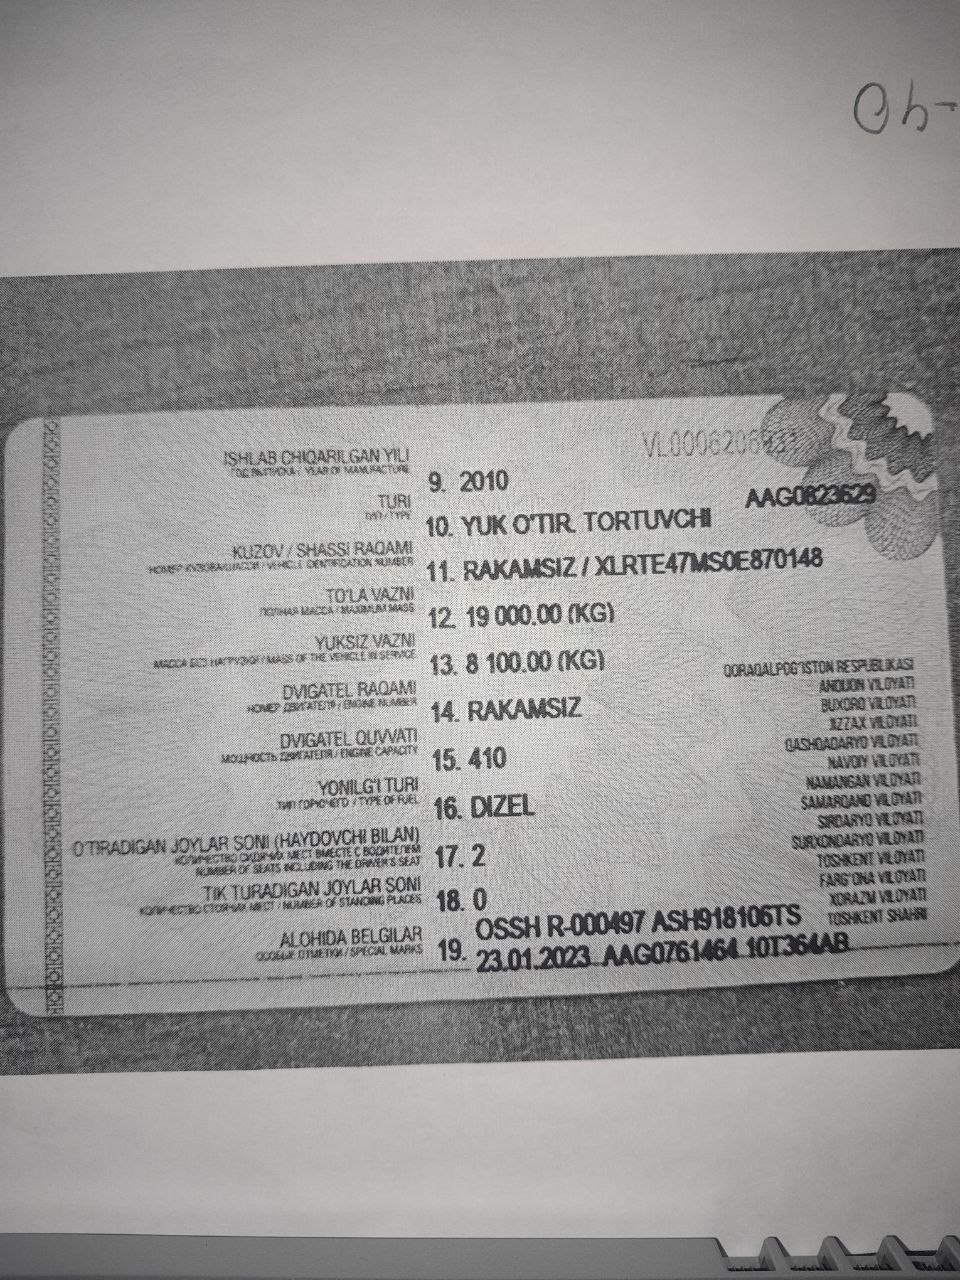 VL0006206937
ISHLAB CHIQARILGAN YILI
ГОД ВЫПУСКА / YEAR OF MANUFACTURE
9. 2010
AAG0823629
TURI
ТИП / TYPE
10. YUK O'TIR. TORTUVCHI
KUZOV / SHASSI RAQAMI
НОМЕР КУЗОВА/ШАССИ / VEHICLE IDENTIFICATION NUMBER
11. RAKAMSIZ / XLRTE47MS0E870148
TO'LA VAZNI
ПОЛНАЯ МАССА / MAXIMUM MASS
12. 19 000.00 (KG)
YUKSIZ VAZNI
МАССА БЕЗ НАГРУЗКИ / MASS OF THE VEHICLE IN SERVICE
13. 8 100.00 (KG)
DVIGATEL RAQAMI
НОМЕР ДВИГАТЕЛЯ / ENGINE NUMBER
14. RAKAMSIZ
DVIGATEL QUVVATI
МОЩНОСТЬ ДВИГАТЕЛЯ / ENGINE CAPACITY
15. 410
YONILG'I TURI
ТИП ГОРЮЧЕГО / TYPE OF FUEL
16. DIZEL
O'TIRADIGAN JOYLAR SONI (HAYDOVCHI BILAN)
КОЛИЧЕСТВО СИДЯЧИХ МЕСТ ВМЕСТЕ С ВОДИТЕЛЕМ
NUMBER OF SEATS INCLUDING THE DRIVER'S SEAT
17. 2
TIK TURADIGAN JOYLAR SONI
КОЛИЧЕСТВО СТОЯЧИХ МЕСТ / NUMBER OF STANDING PLACES
18. 0
ALOHIDA BELGILAR
ОСОБЫЕ ОТМЕТКИ / SPECIAL MARKS
19. OSSH R-000497 ASH918106TS
23.01.2023 AAG0761464 10T364AB
QORAQALPOG'ISTON RESPUBLIKASI
ANDIJON VILOYATI
BUXORO VILOYATI
JIZZAX VILOYATI
QASHQADARYO VILOYATI
NAVOIY VILOYATI
NAMANGAN VILOYATI
SAMARQAND VILOYATI
SIRDARYO VILOYATI
SURXONDARYO VILOYATI
TOSHKENT VILOYATI
FARG'ONA VILOYATI
XORAZM VILOYATI
TOSHKENT SHAHRI